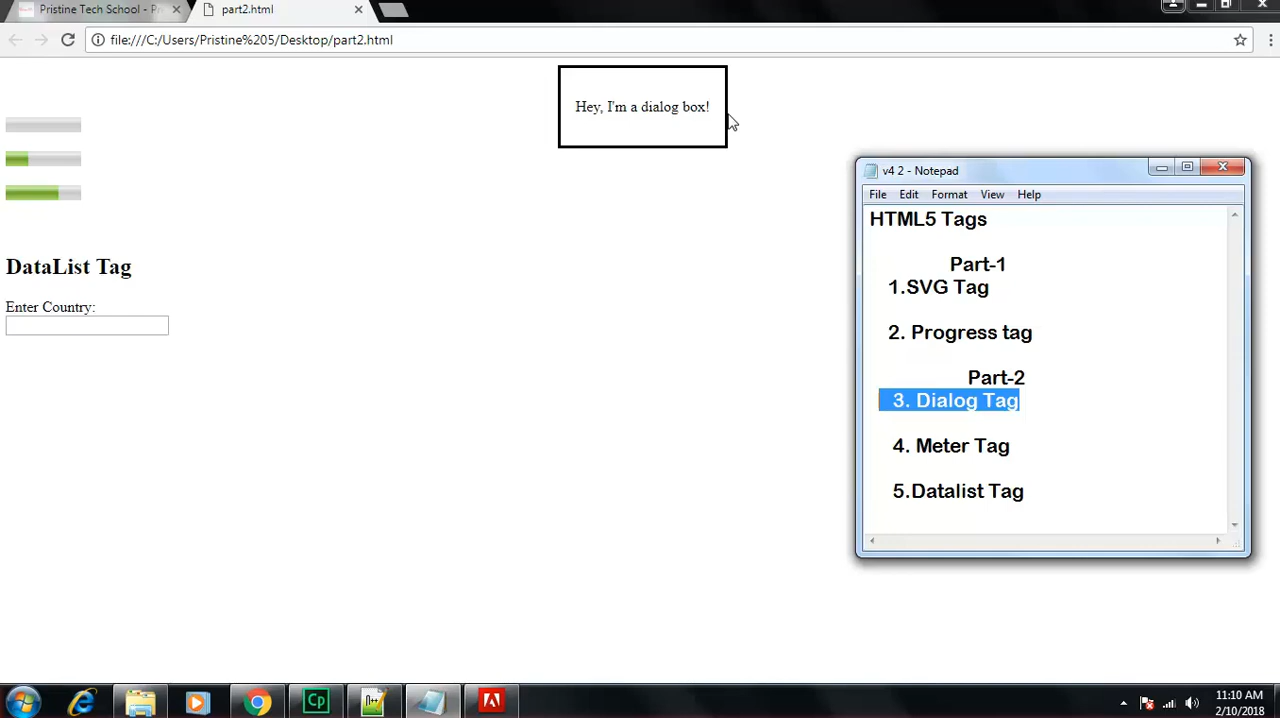 Pristine Tech School - P
part2.html
file:///C:/Users/Pristine%205/Desktop/part2.html
Hey, I'm a dialog box!
DataList Tag
Enter Country:
v4 2 - Notepad
File Edit Format View Help
HTML5 Tags
Part-1
1.SVG Tag
2. Progress tag
Part-2
3. Dialog Tag
4. Meter Tag
5.Datalist Tag
Cp
11:10 AM
2/10/2018